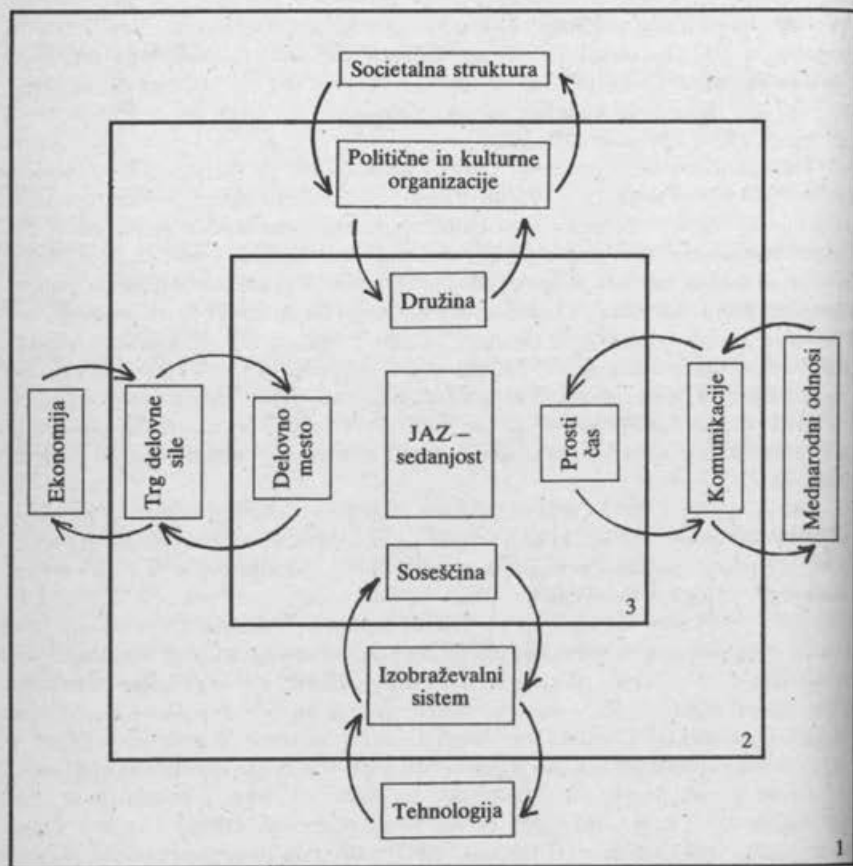 Societalna struktura
Politične in kulturne
organizacije
Družina
Ekonomija
Trg delovne
sile
Delovno
mesto
JAZ –
sedanjost
Prosti
čas
Komunikacije
Mednarodni odnosi
Soseščina
3
Izobraževalni
sistem
2
Tehnologija
1